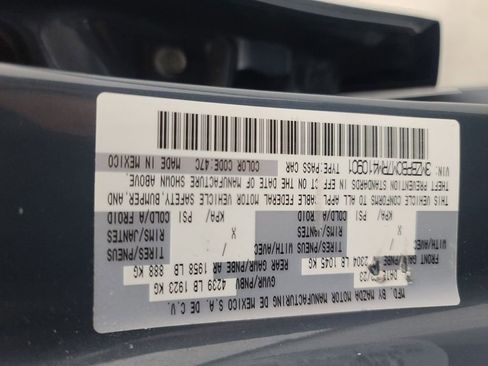 MFD. BY MAZDA MOTOR MANUFACTURING DE MEXICO S.A. DE C.V.
GVWR/PNBV 4239 LB 1923 KG
FRONT GAWR/PNBE AV 2304 LB 1045 KG REAR GAWR/PNBE AR 1958 LB 888 KG
WITH/AVEC WITH/AVEC
TIRES/PNEUS / TIRES/PNEUS /
RIMS/JANTES X RIMS/JANTES X
COLD/A FROID KPA/ PSI COLD/A FROID KPA/ PSI
THIS VEHICLE CONFORMS TO ALL APPLICABLE FEDERAL MOTOR VEHICLE SAFETY, BUMPER, AND
THEFT PREVENTION STANDARDS IN EFFECT ON THE DATE OF MANUFACTURE SHOWN ABOVE.
VIN: TYPE:PASS CAR COLOR CODE:47C MADE IN MEXICO